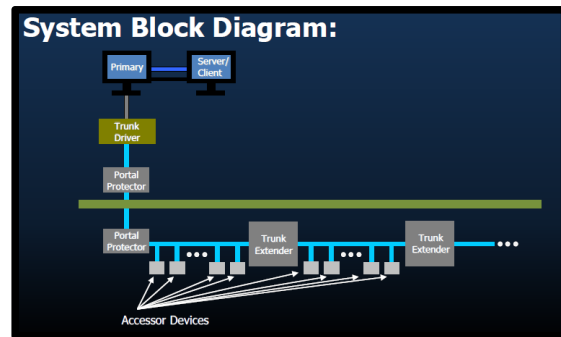 System Block Diagram:
Primary
Server/
Client
Trunk
Driver
Portal
Protector
Portal
Protector
•••
Trunk
Extender
•••
Trunk
Extender
•••
Accessor Devices